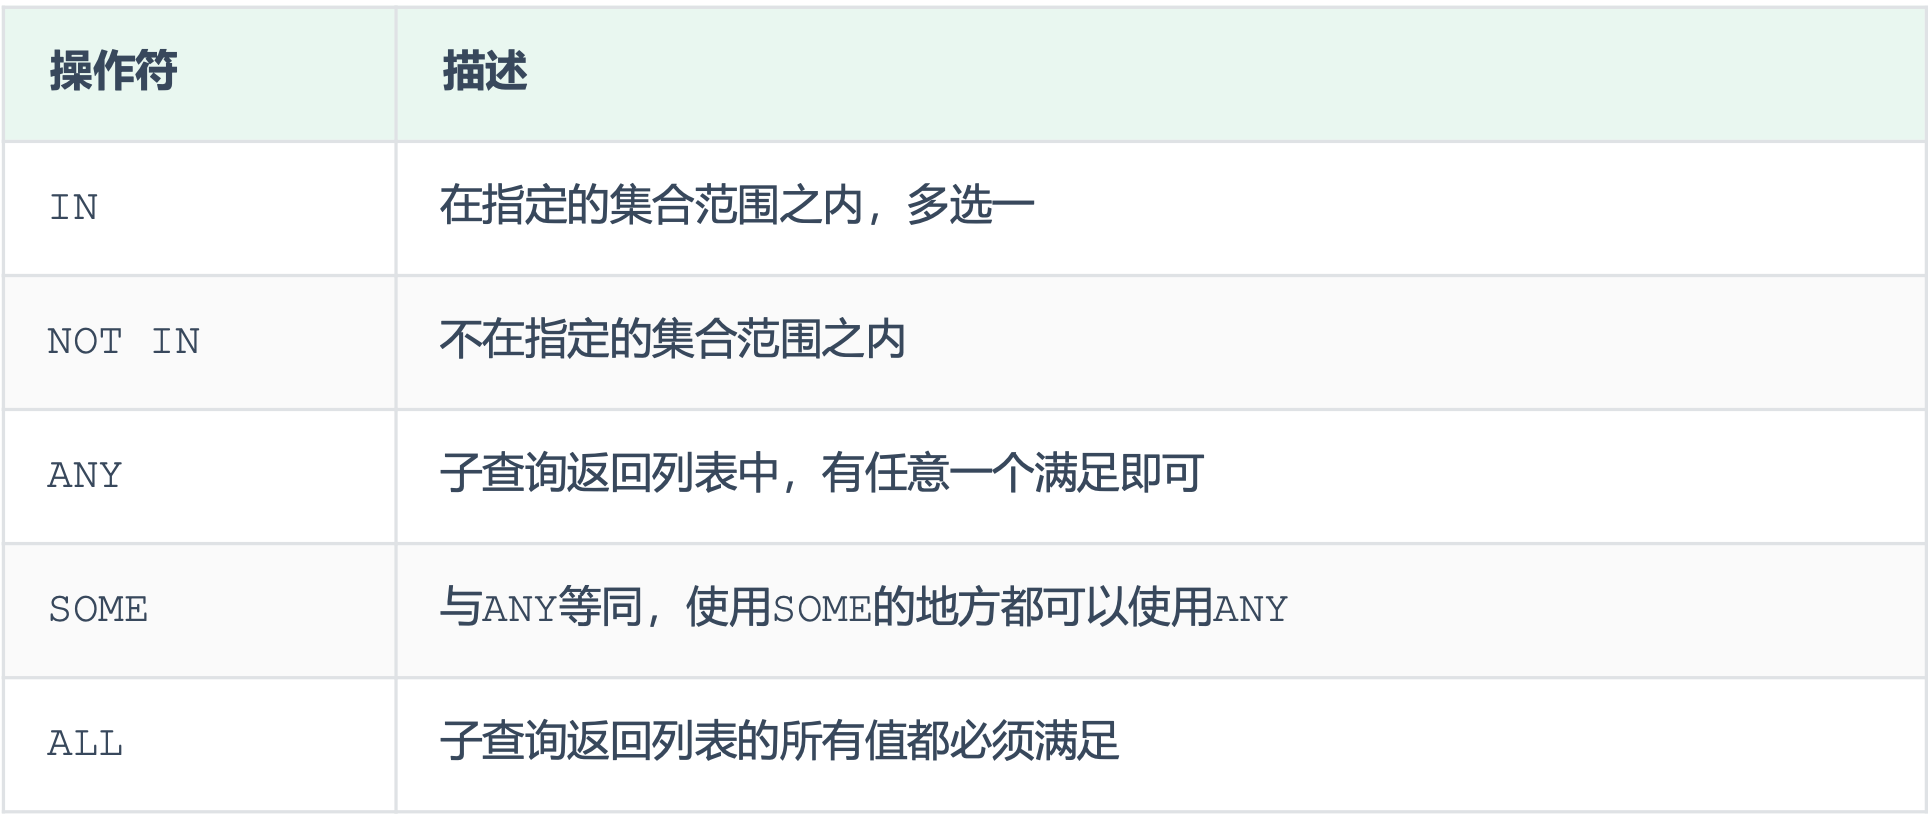 操作符 描述
IN 在指定的集合范围之内，多选一
NOT IN 不在指定的集合范围之内
ANY 子查询返回列表中，有任意一个满足即可
SOME 与ANY等同，使用SOME的地方都可以使用ANY
ALL 子查询返回列表的所有值都必须满足